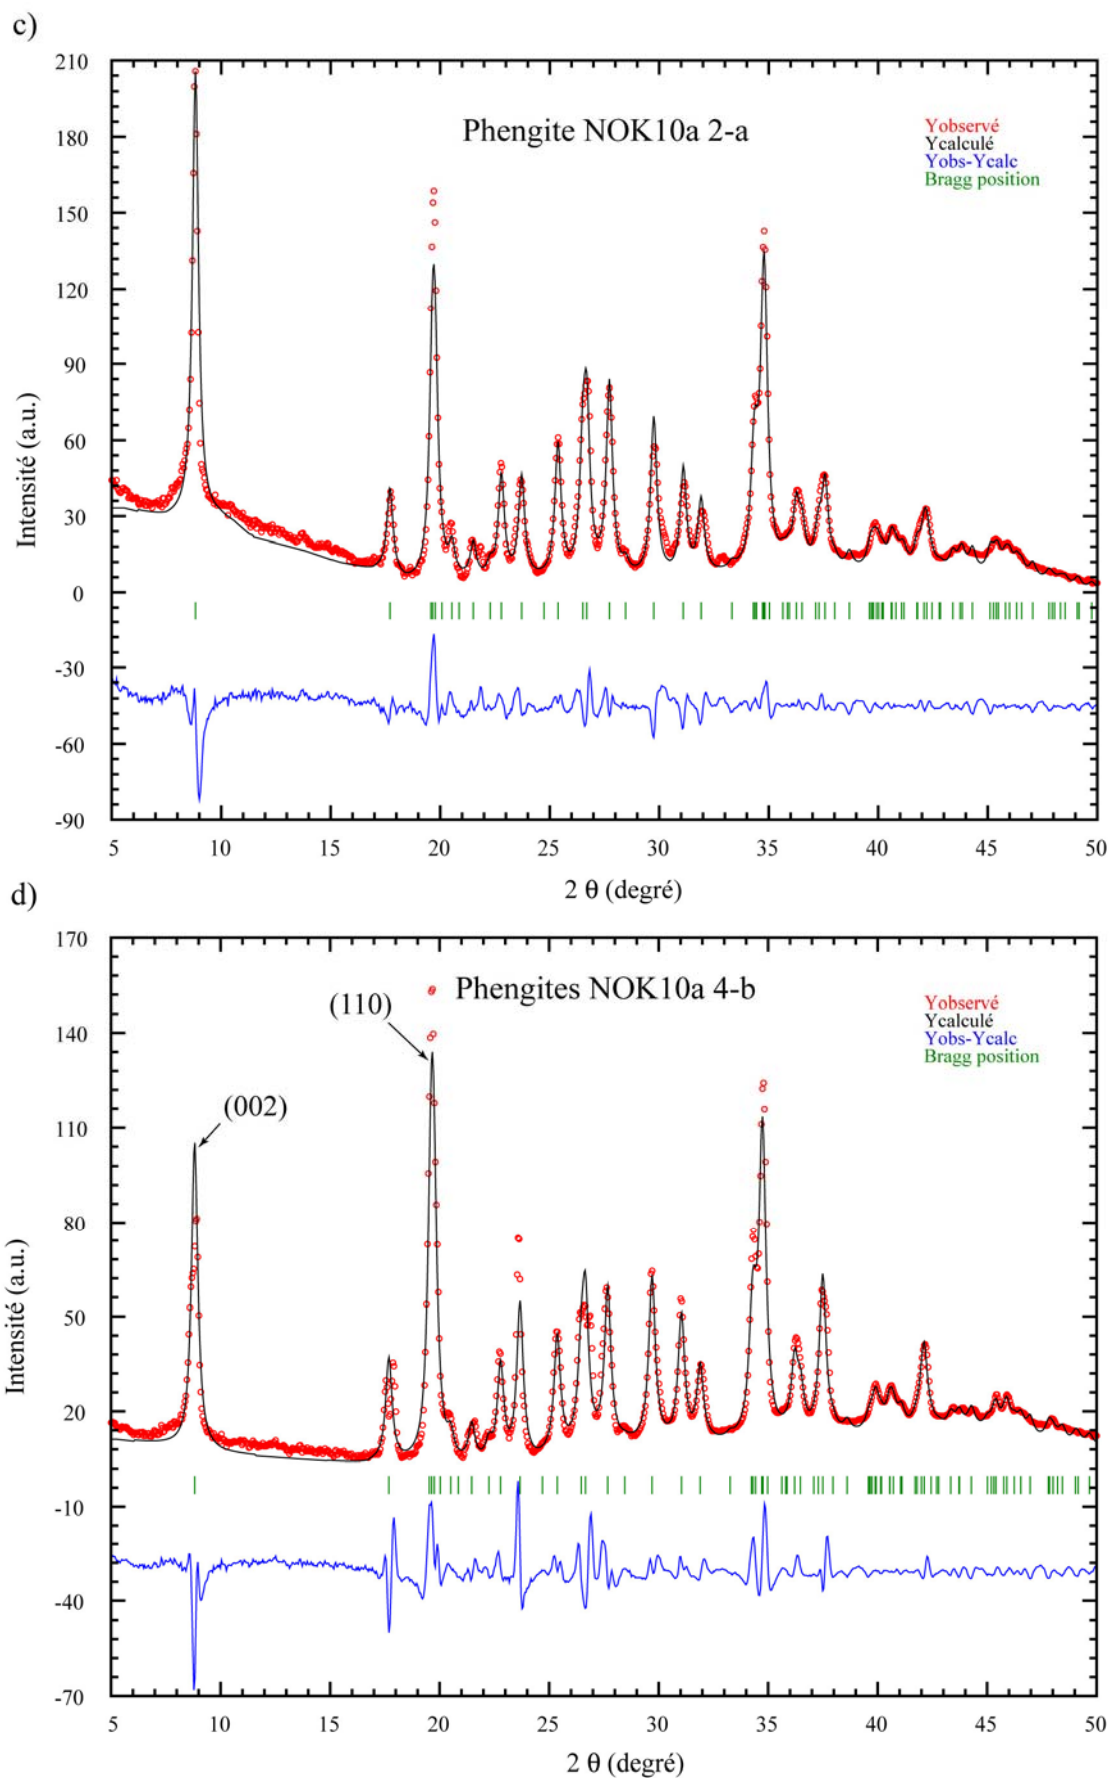 c)
Phengite NOK10a 2-a
Yobservé
Ycalculé
Yobs-Ycalc
Bragg position
Intensité (a.u.)
210
180
150
120
90
60
30
0
-30
-60
-90
5 10 15 20 25 30 35 40 45 50
2 θ (degré)
d)
Phengites NOK10a 4-b
(110)
(002)
Yobservé
Ycalculé
Yobs-Ycalc
Bragg position
Intensité (a.u.)
170
140
110
80
50
20
-10
-40
-70
5 10 15 20 25 30 35 40 45 50
2 θ (degré)